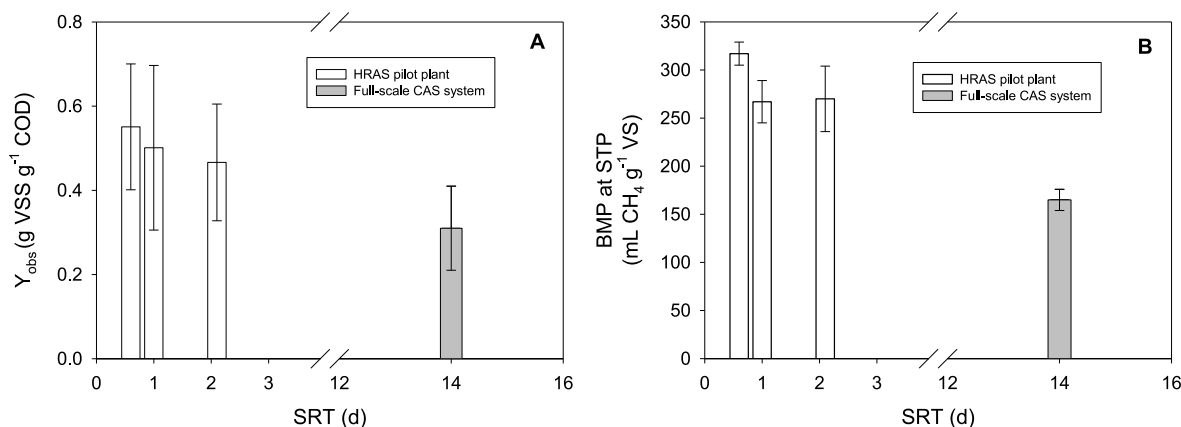 A
0.8
0.6
0.4
0.2
0.0
Y_obs (g VSS g⁻¹ COD)
HRAS pilot plant
Full-scale CAS system
0 1 2 3 12 14 16
SRT (d)
B
350
300
250
200
150
100
50
0
BMP at STP
(mL CH₄ g⁻¹ VS)
HRAS pilot plant
Full-scale CAS system
0 1 2 3 12 14 16
SRT (d)